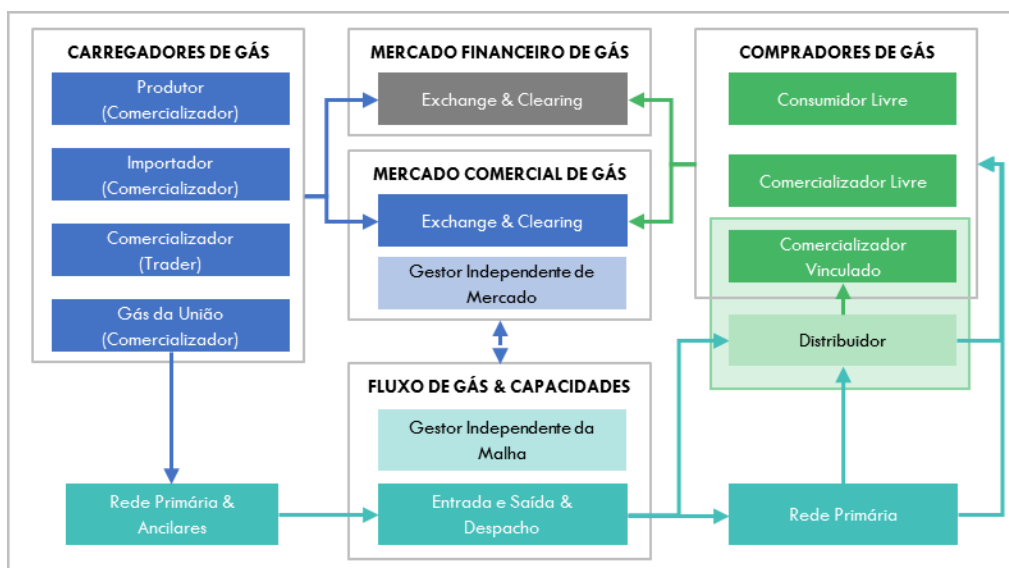 CARREGADORES DE GÁS
Produtor
(Comercializador)
Importador
(Comercializador)
Comercializador
(Trader)
Gás da União
(Comercializador)
Rede Primária &
Ancilares
MERCADO FINANCEIRO DE GÁS
Exchange & Clearing
MERCADO COMERCIAL DE GÁS
Exchange & Clearing
Gestor Independente de
Mercado
FLUXO DE GÁS & CAPACIDADES
Gestor Independente da
Malha
Entrada e Saída &
Despacho
COMPRADORES DE GÁS
Consumidor Livre
Comercializador Livre
Comercializador
Vinculado
Distribuidor
Rede Primária